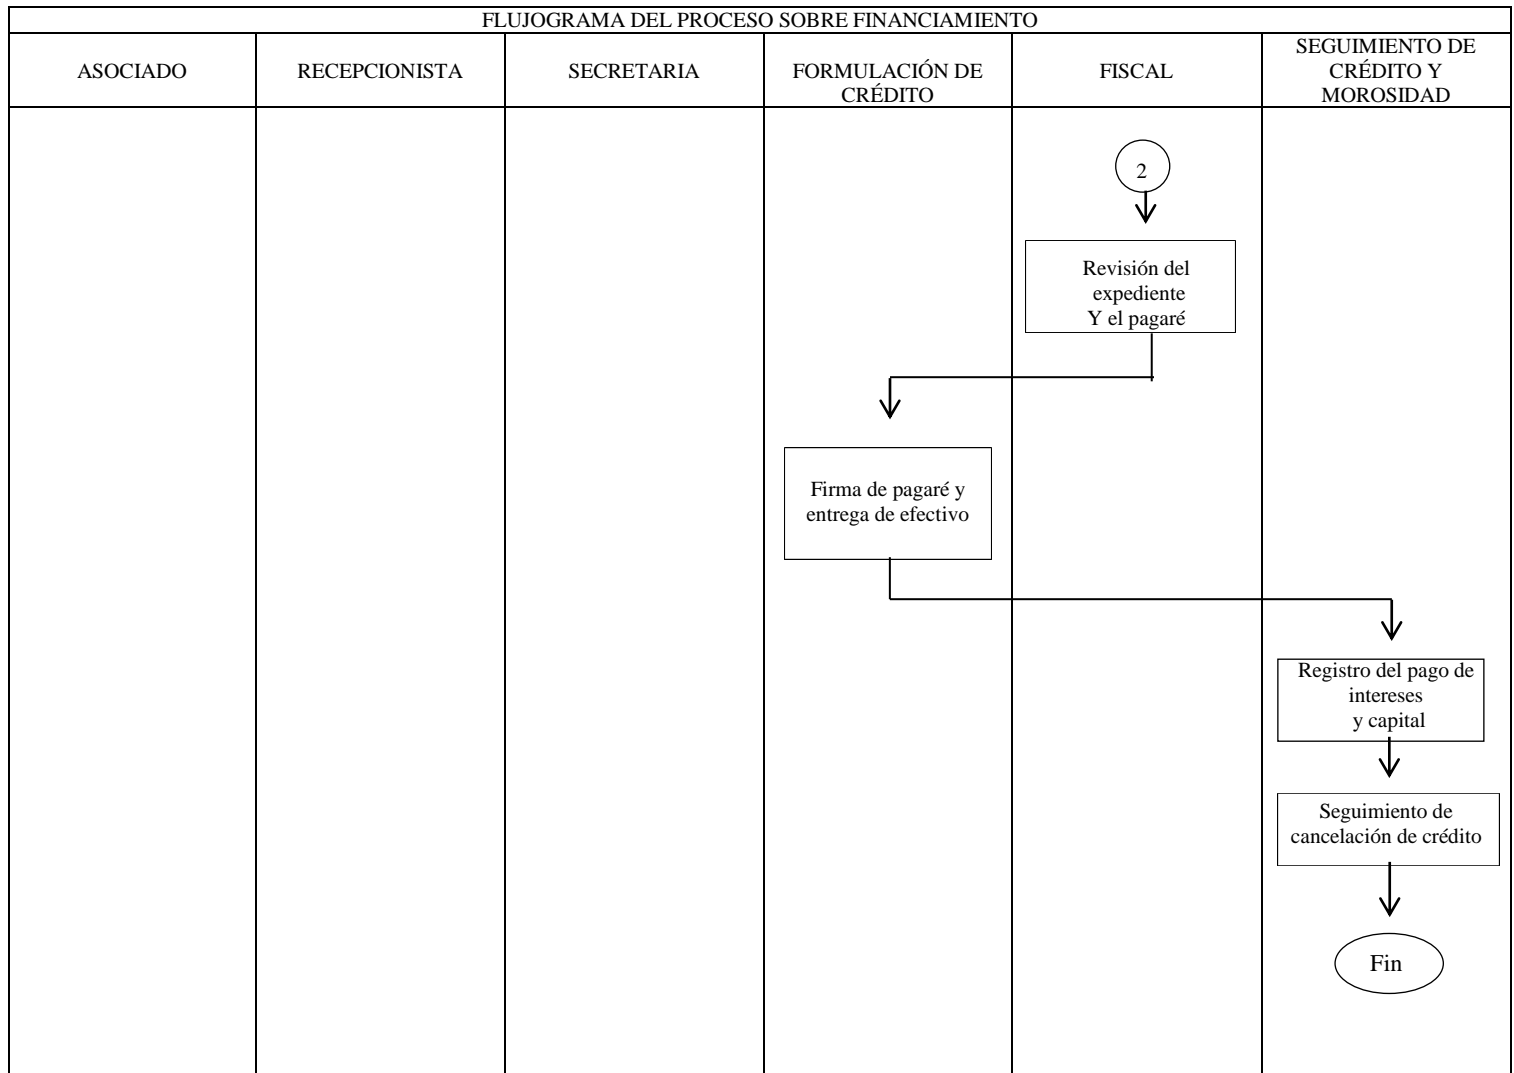 FLUJOGRAMA DEL PROCESO SOBRE FINANCIAMIENTO
ASOCIADO
RECEPCIONISTA
SECRETARIA
FORMULACIÓN DE
CRÉDITO
FISCAL
SEGUIMIENTO DE
CRÉDITO Y
MOROSIDAD
2
Revisión del
expediente
Y el pagaré
Firma de pagaré y
entrega de efectivo
Registro del pago de
intereses
y capital
Seguimiento de
cancelación de crédito
Fin